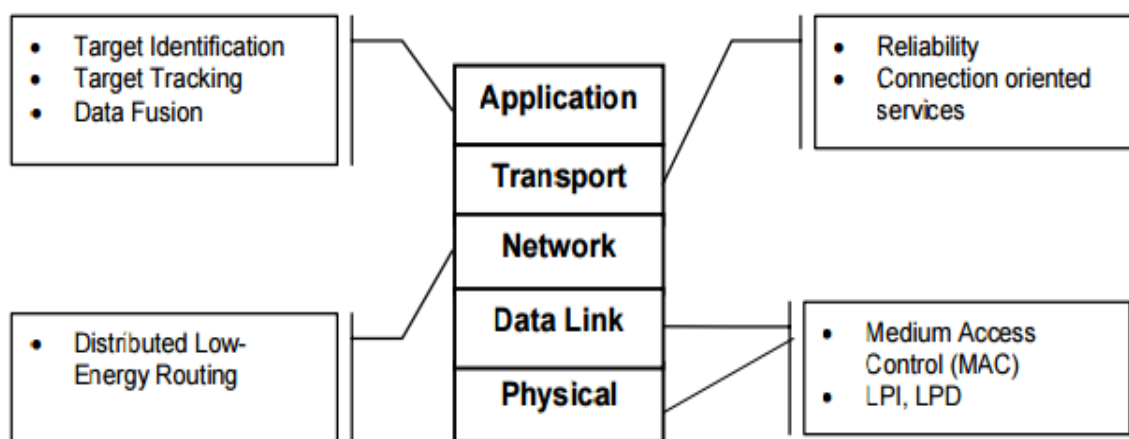 • Target Identification
• Target Tracking
• Data Fusion
Application
Transport
Network
Data Link
Physical
• Reliability
• Connection oriented
services
• Distributed Low-
Energy Routing
• Medium Access
Control (MAC)
• LPI, LPD